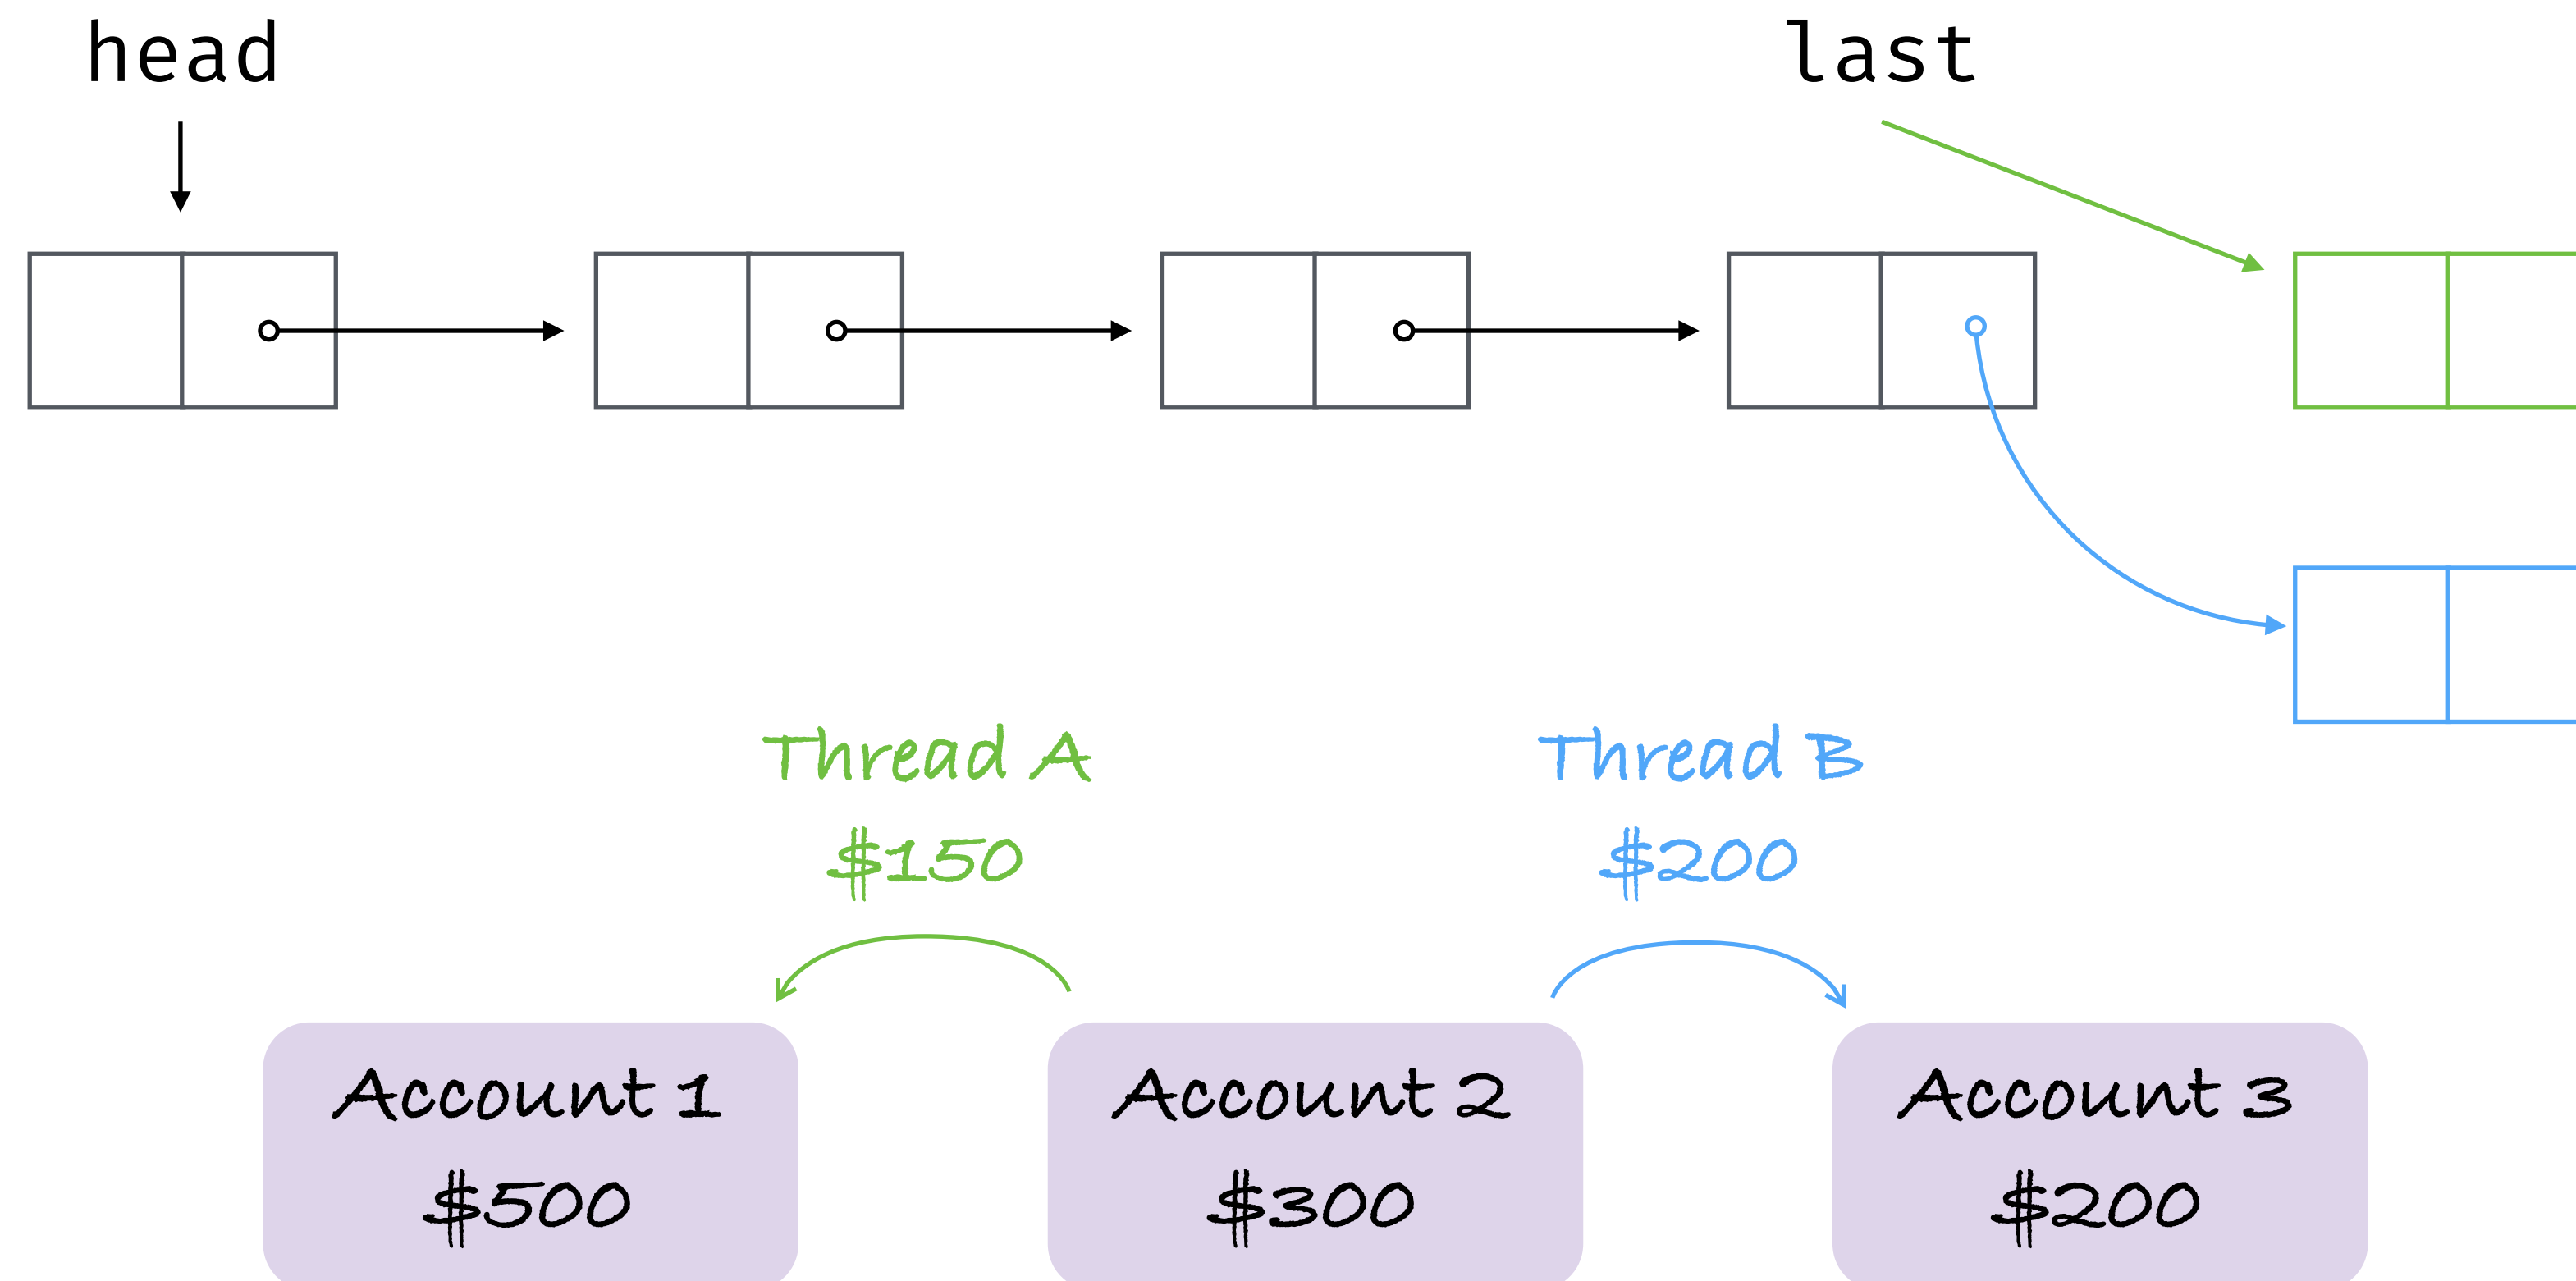 head
last
Thread A
$150
Thread B
$200
Account 1
$500
Account 2
$300
Account 3
$200